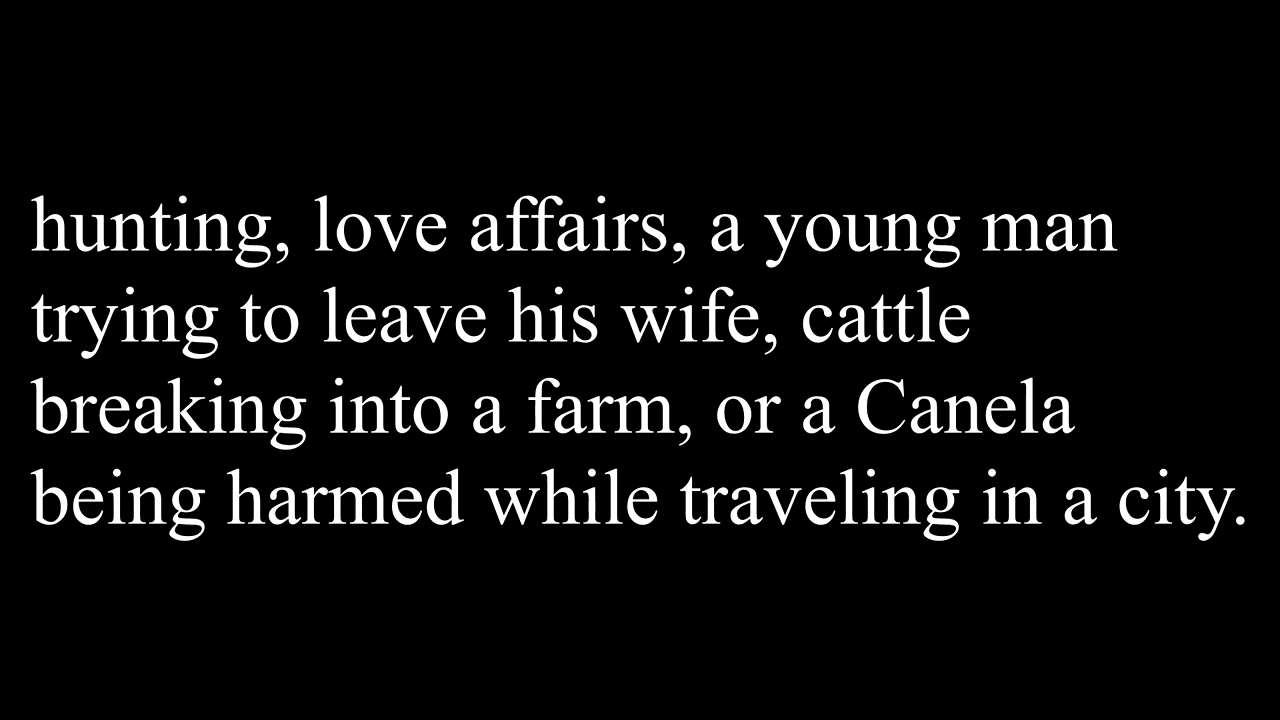 hunting, love affairs, a young man
trying to leave his wife, cattle
breaking into a farm, or a Canela
being harmed while traveling in a city.